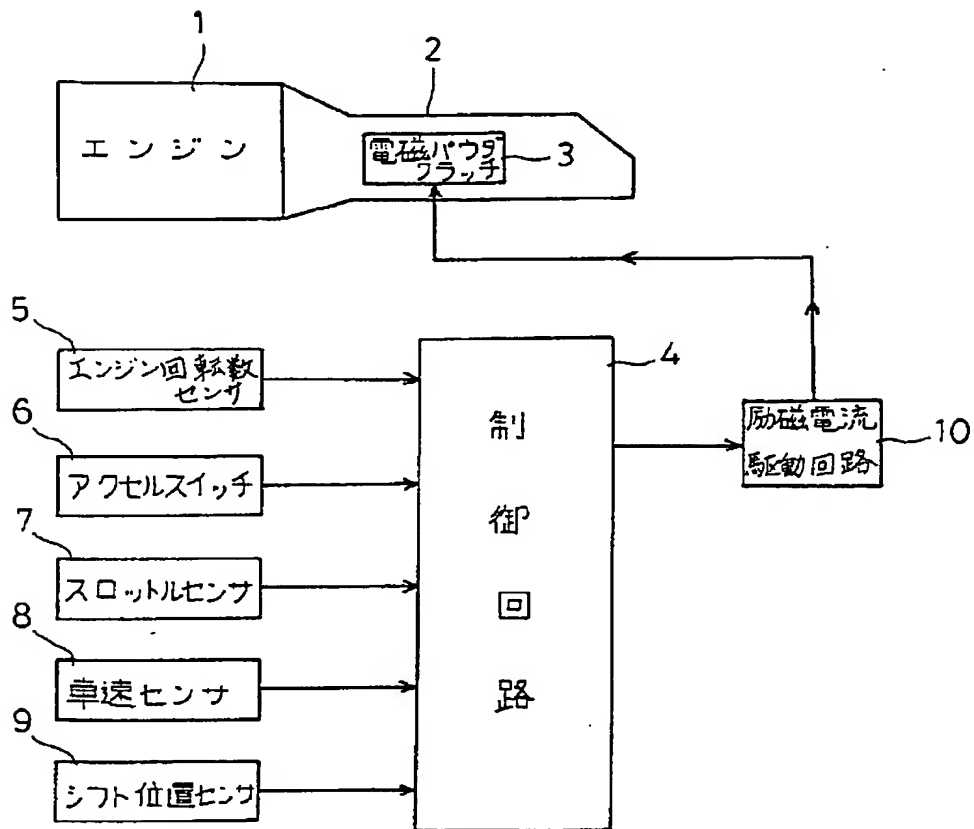 1
2
エンジン
電磁パウダ
クラッチ
3
5
エンジン回転数
センサ
4
制御回路
励磁電流
駆動回路
10
6
アクセルスイッチ
7
スロットルセンサ
8
車速センサ
9
シフト位置センサ